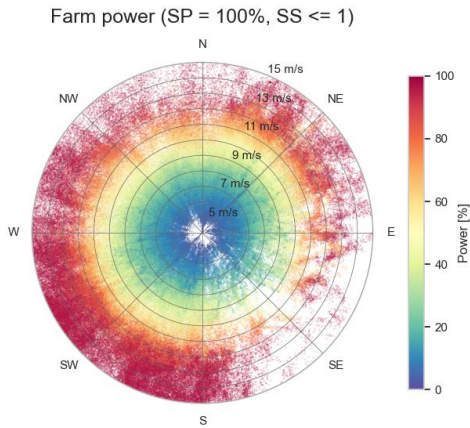 Farm power (SP = 100%, SS <= 1)
N
15 m/s
100
NW
13 m/s
NE
11 m/s
80
9 m/s
7 m/s
60
5 m/s
W
E
Power [%]
40
20
SW
SE
0
S